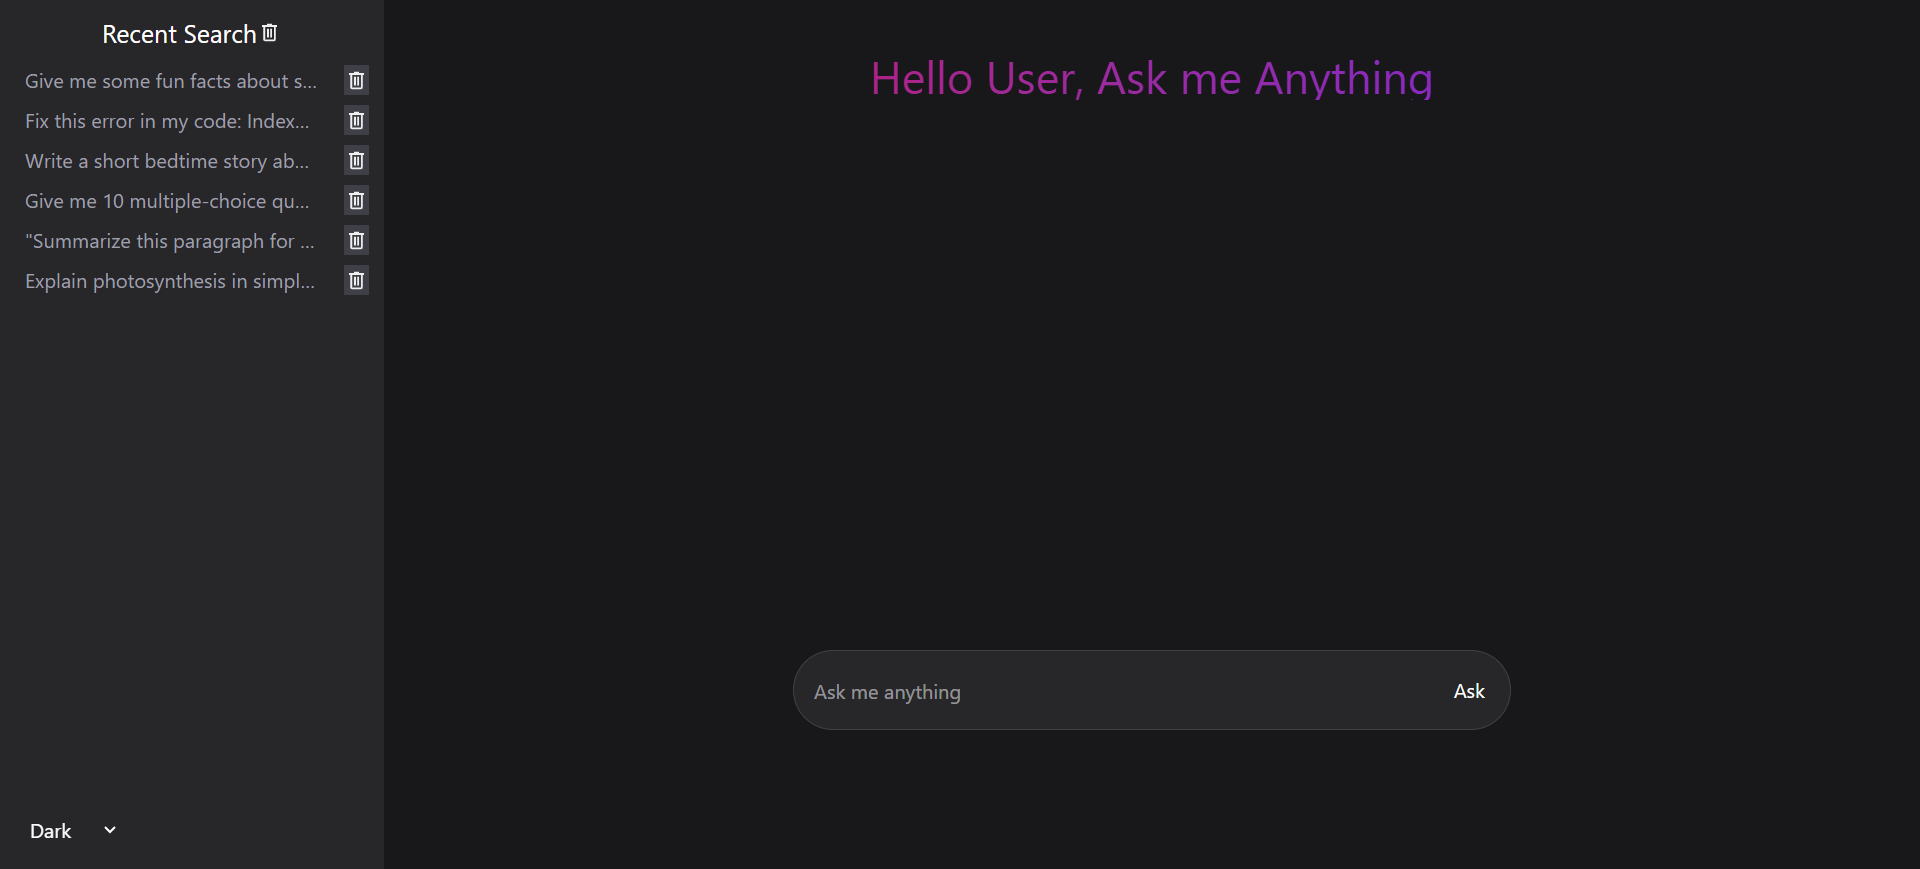 Recent Search
Give me some fun facts about s...
Fix this error in my code: Index...
Write a short bedtime story ab...
Give me 10 multiple-choice qu...
"Summarize this paragraph for ...
Explain photosynthesis in simpl...
Dark
Hello User, Ask me Anything
Ask me anything
Ask